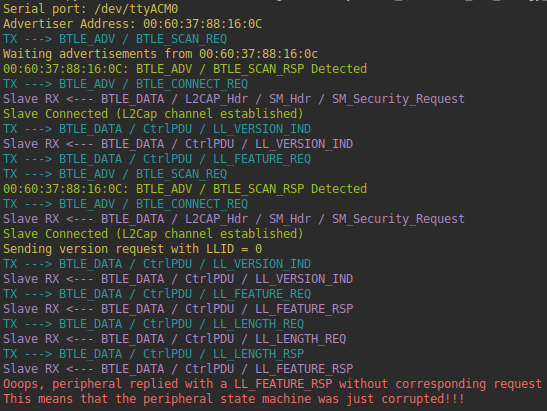 Serial port: /dev/ttyACM0
Advertiser Address: 00:60:37:88:16:0C
TX ---> BTLE_ADV / BTLE_SCAN_REQ
Waiting advertisements from 00:60:37:88:16:0c
00:60:37:88:16:0C: BTLE_ADV / BTLE_SCAN_RSP Detected
TX ---> BTLE_ADV / BTLE_CONNECT_REQ
Slave RX <--- BTLE_DATA / L2CAP_Hdr / SM_Hdr / SM_Security_Request
Slave Connected (L2Cap channel established)
TX ---> BTLE_DATA / CtrlPDU / LL_VERSION_IND
Slave RX <--- BTLE_DATA / CtrlPDU / LL_VERSION_IND
TX ---> BTLE_DATA / CtrlPDU / LL_FEATURE_REQ
TX ---> BTLE_ADV / BTLE_SCAN_REQ
00:60:37:88:16:0C: BTLE_ADV / BTLE_SCAN_RSP Detected
TX ---> BTLE_ADV / BTLE_CONNECT_REQ
Slave RX <--- BTLE_DATA / L2CAP_Hdr / SM_Hdr / SM_Security_Request
Slave Connected (L2Cap channel established)
Sending version request with LLID = 0
TX ---> BTLE_DATA / CtrlPDU / LL_VERSION_IND
Slave RX <--- BTLE_DATA / CtrlPDU / LL_VERSION_IND
TX ---> BTLE_DATA / CtrlPDU / LL_FEATURE_REQ
Slave RX <--- BTLE_DATA / CtrlPDU / LL_FEATURE_RSP
TX ---> BTLE_DATA / CtrlPDU / LL_LENGTH_REQ
Slave RX <--- BTLE_DATA / CtrlPDU / LL_LENGTH_REQ
TX ---> BTLE_DATA / CtrlPDU / LL_LENGTH_RSP
Slave RX <--- BTLE_DATA / CtrlPDU / LL_FEATURE_RSP
Ooops, peripheral replied with a LL_FEATURE_RSP without corresponding request
This means that the peripheral state machine was just corrupted!!!